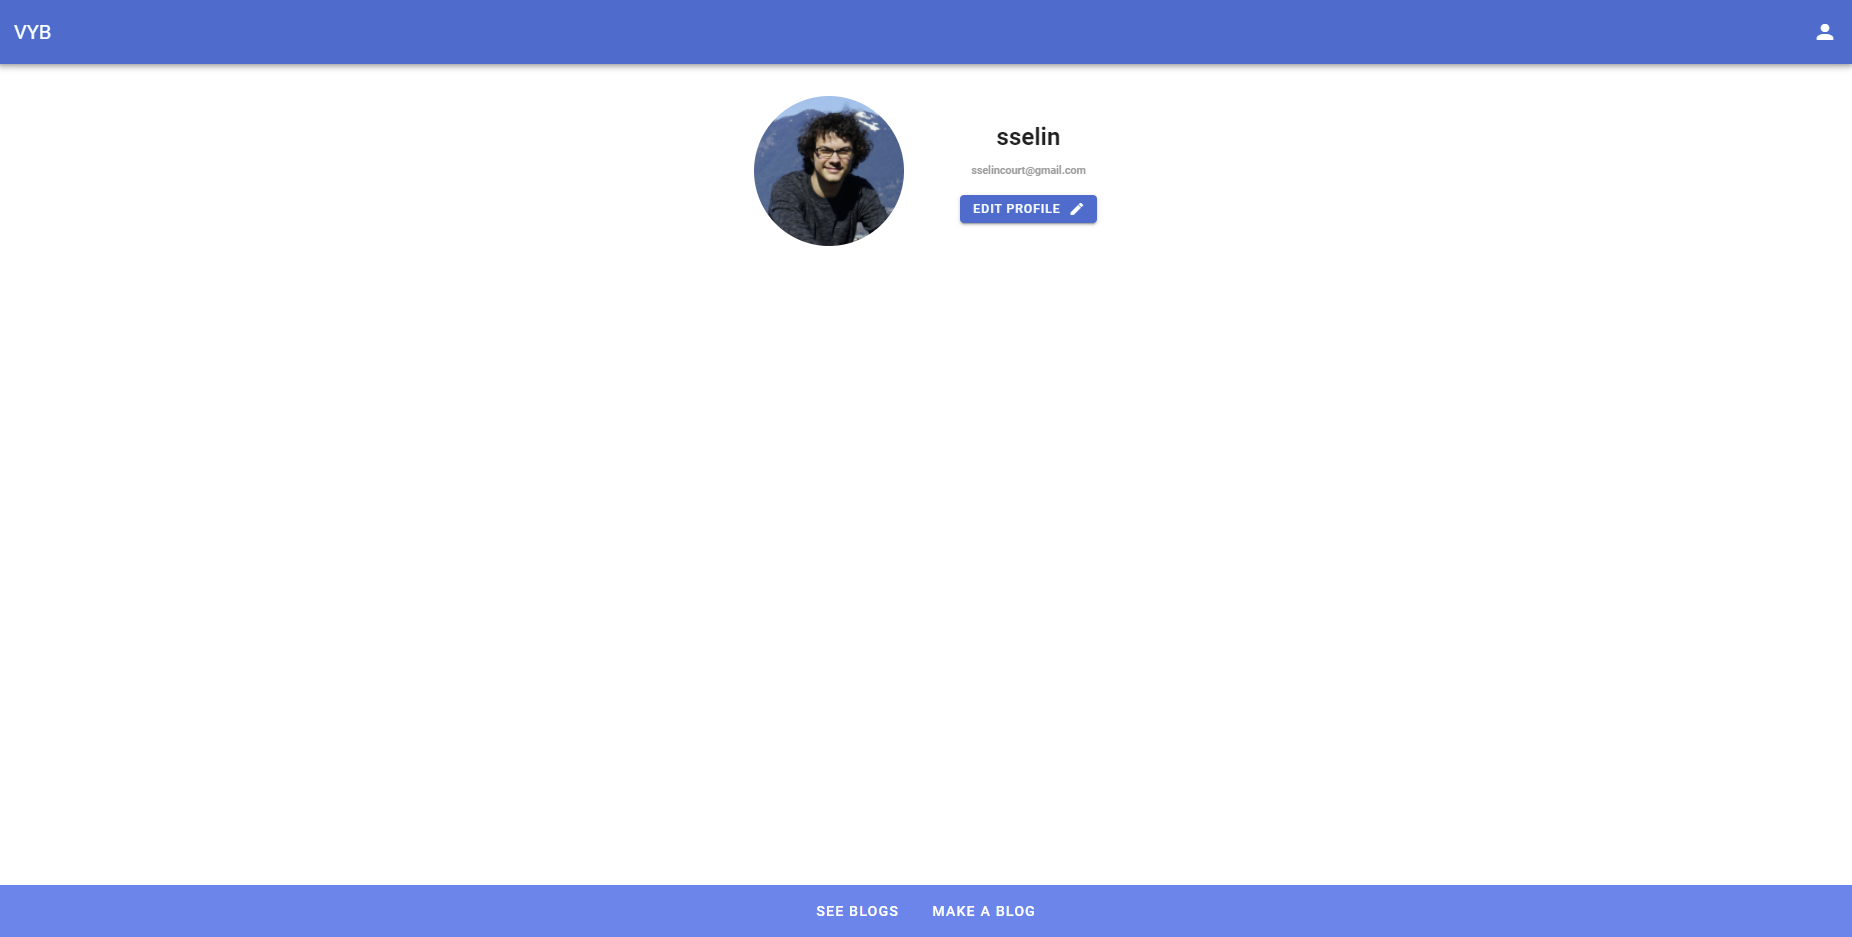 VYB
sselin
sselincourt@gmail.com
EDIT PROFILE
SEE BLOGS MAKE A BLOG